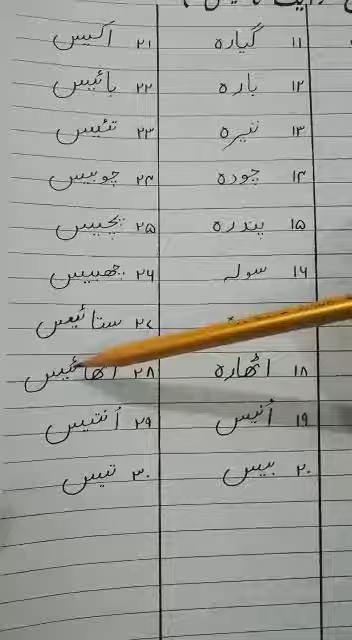 ۱۱ گیارہ ۲۱ اکیس
۱۲ بارہ ۲۲ بائیس
۱۳ تیرہ ۲۳ تئیس
۱۴ چودہ ۲۴ چوبیس
۱۵ پندرہ ۲۵ پچیس
۱۶ سولہ ۲۶ چھبیس
۲۷ ستائیس
۱۸ اٹھارہ ۲۸
۱۹ اُنیس ۲۹ اُنتیس
۲۰ بیس ۳۰ تیس